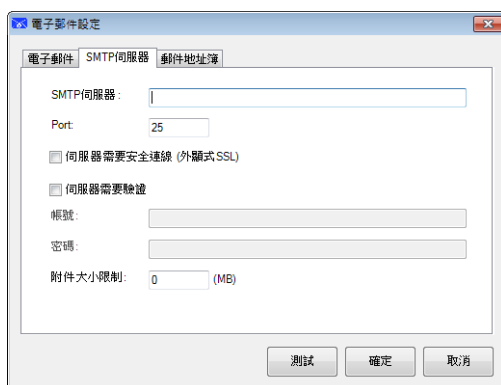 電子郵件設定
電子郵件 SMTP伺服器 郵件地址簿
SMTP伺服器：
Port: 25
伺服器需要安全連線 (外顯式SSL)
伺服器需要驗證
帳號:
密碼:
附件大小限制: 0 (MB)
測試 確定 取消